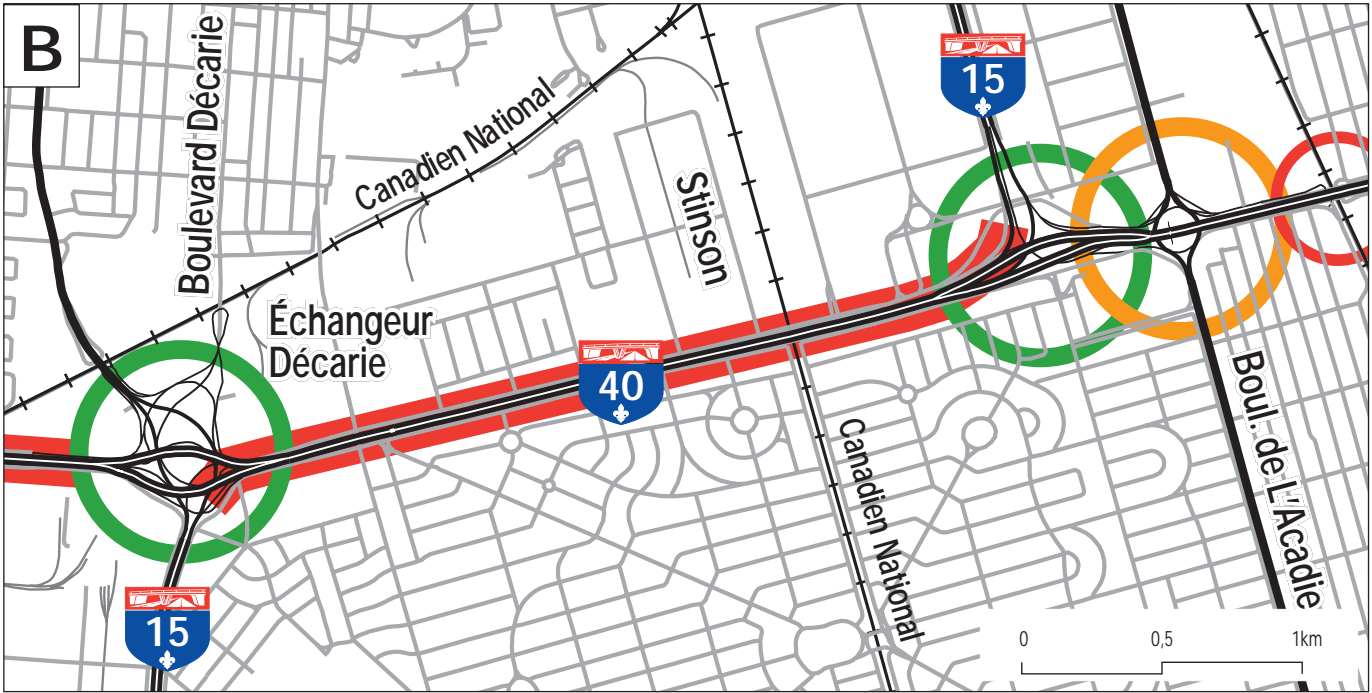 B
Boulevard Décarie
Canadien National
Stinson
15
Échangeur
Décarie
40
Boul. de L'Acadie
Canadien National
15
0 0,5 1km